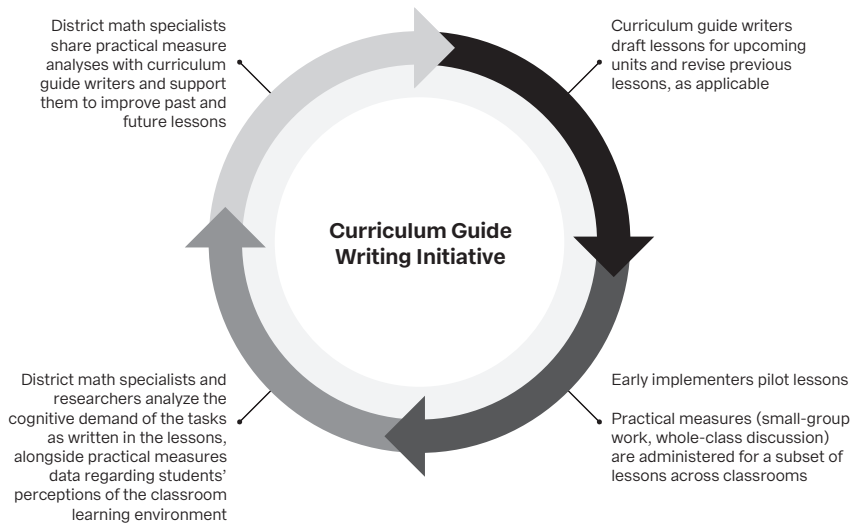 District math specialists
share practical measure
analyses with curriculum
guide writers and support
them to improve past and
future lessons
Curriculum guide writers
draft lessons for upcoming
units and revise previous
lessons, as applicable
Curriculum Guide
Writing Initiative
District math specialists and
researchers analyze the
cognitive demand of the tasks
as written in the lessons,
alongside practical measures
data regarding students’
perceptions of the classroom
learning environment
Early implementers pilot lessons
Practical measures (small-group
work, whole-class discussion)
are administered for a subset of
lessons across classrooms